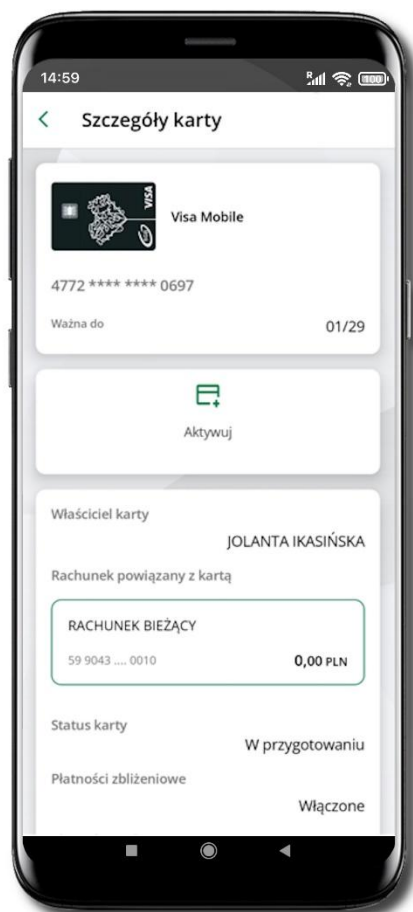 14:59
R
100
Szczegóły karty
VISA
Visa Mobile
4772 **** **** 0697
Ważna do
01/29
Aktywuj
Właściciel karty
JOLANTA IKASIŃSKA
Rachunek powiązany z kartą
RACHUNEK BIEŻĄCY
59 9043 .... 0010
0,00 PLN
Status karty
W przygotowaniu
Płatności zbliżeniowe
Włączone